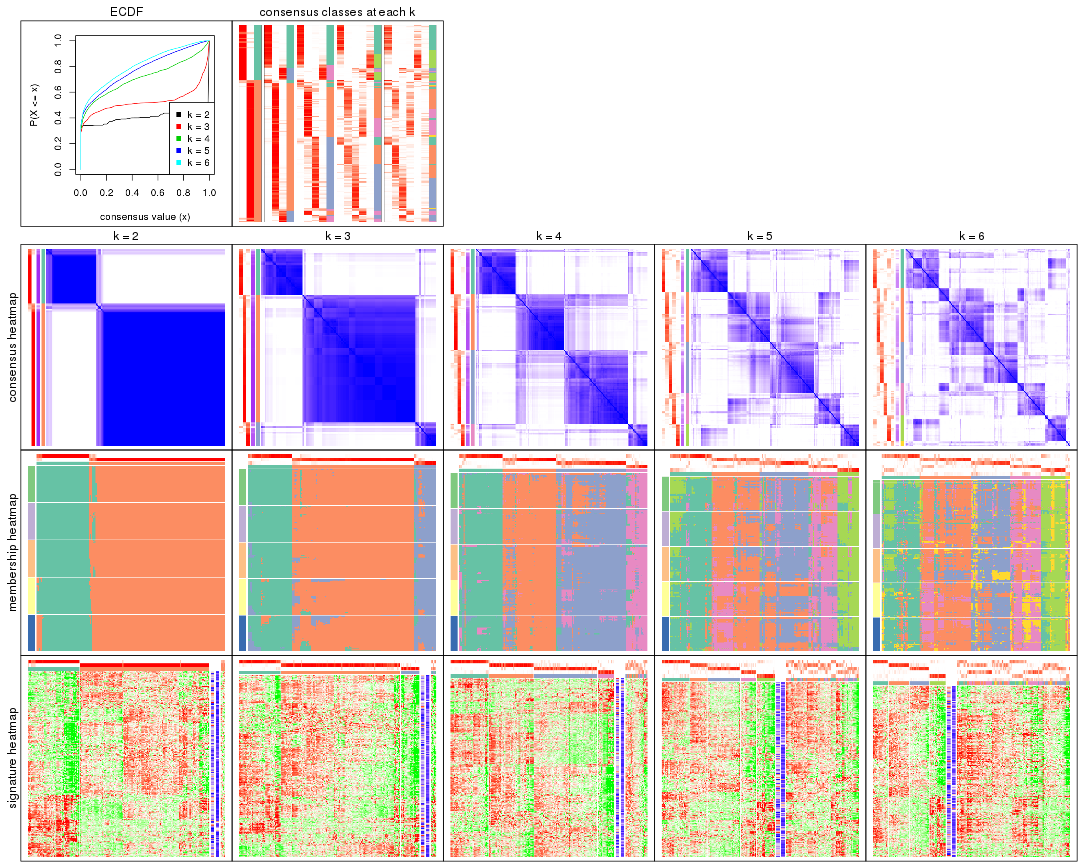 ECDF
consensus classes at each k
P(X <= x)
0.0 0.2 0.4 0.6 0.8 1.0
k = 2
k = 3
k = 4
k = 5
k = 6
0.0 0.2 0.4 0.6 0.8 1.0
consensus value (x)
k = 2 k = 3 k = 4 k = 5 k = 6
consensus heatmap
membership heatmap
signature heatmap